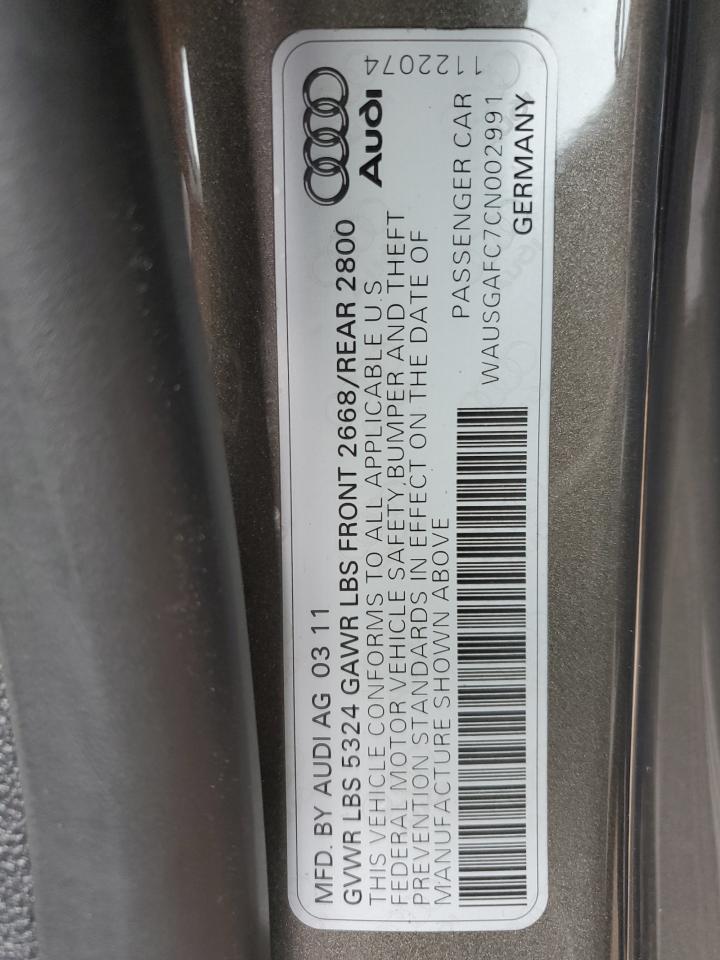 MFD. BY AUDI AG 03 11
GVWR LBS 5324 GAWR LBS FRONT 2668/REAR 2800
THIS VEHICLE CONFORMS TO ALL APPLICABLE U.S
FEDERAL MOTOR VEHICLE SAFETY,BUMPER AND THEFT
PREVENTION STANDARDS IN EFFECT ON THE DATE OF
MANUFACTURE SHOWN ABOVE
PASSENGER CAR
WAUSGAFC7CN002991
GERMANY
Audi
1122074